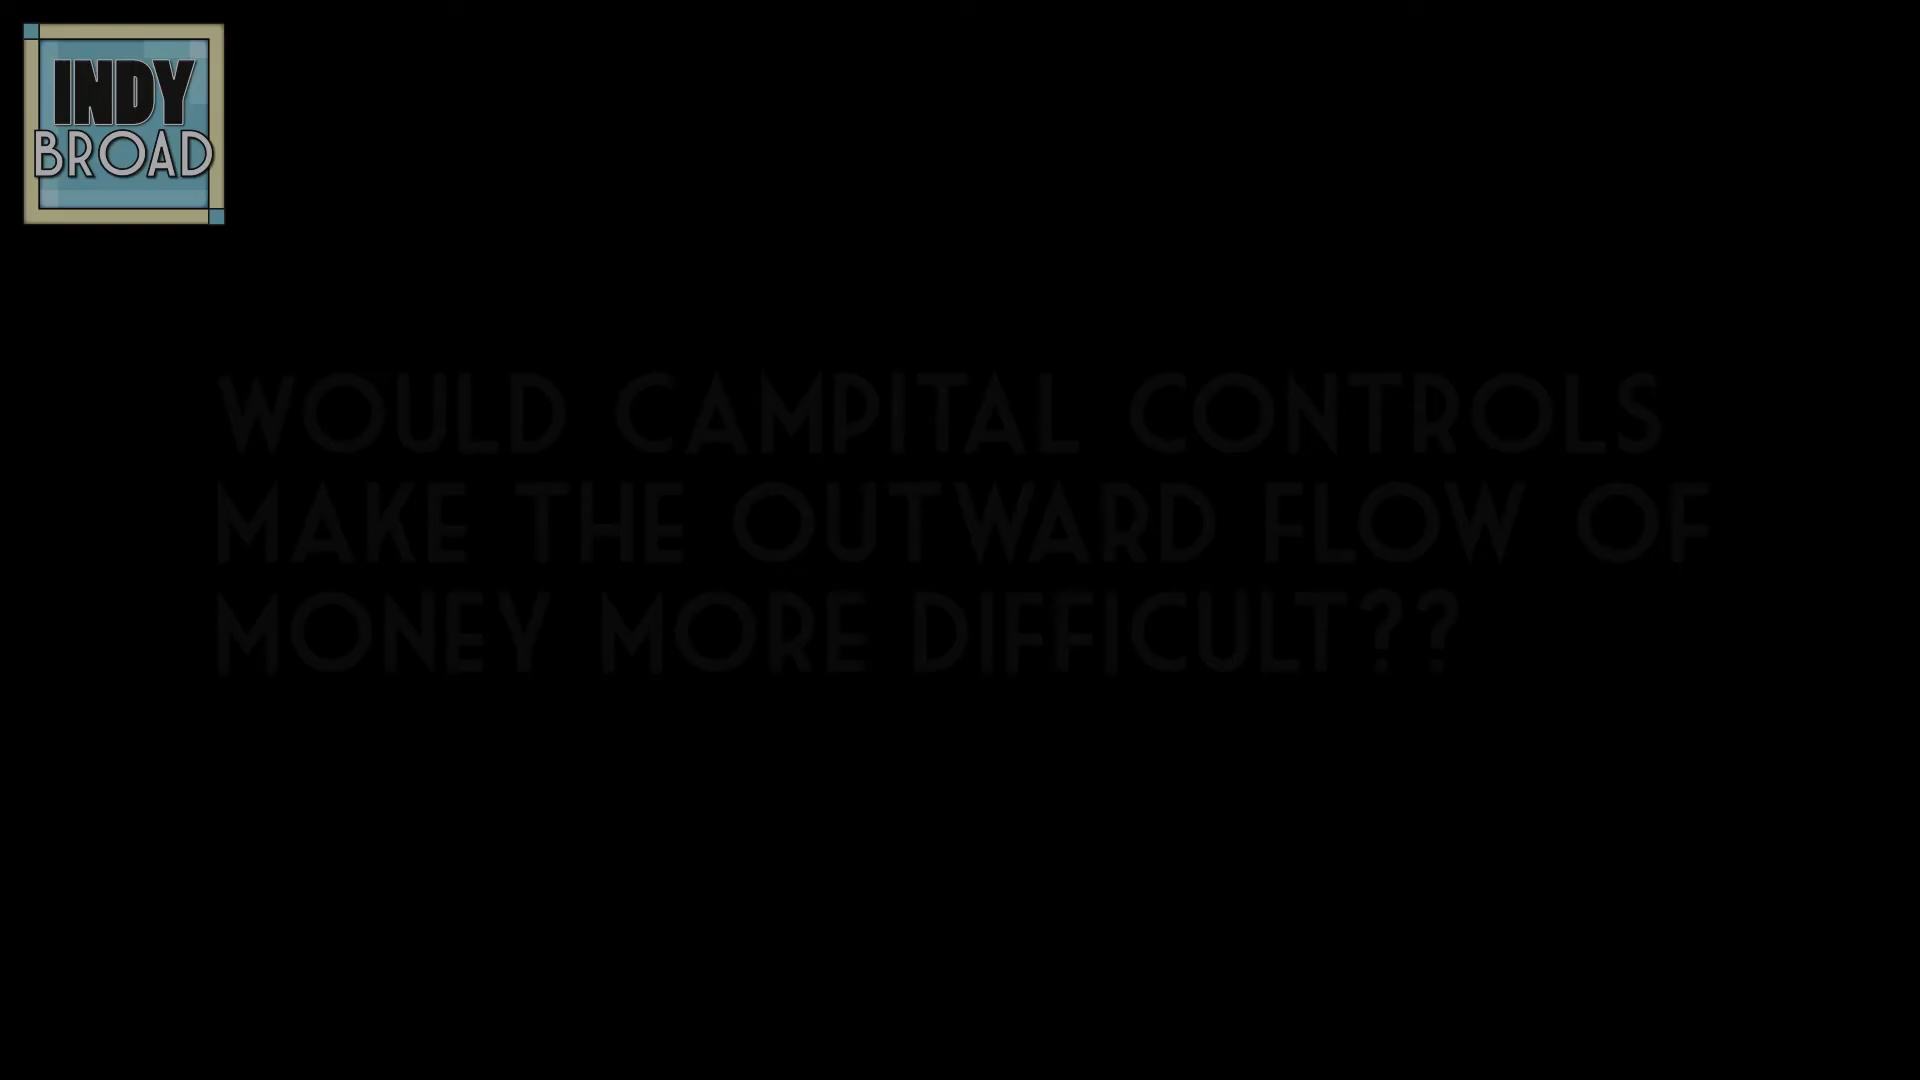 INDY
BROAD
WOULD CAMPITAL CONTROLS
MAKE THE OUTWARD FLOW OF
MONEY MORE DIFFICULT??